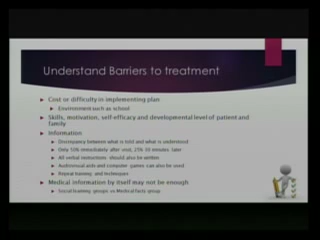 Understand Barriers to treatment
Cost or difficulty in implementing plan
Environment such as school
Skills, motivation, self-efficacy and developmental level of patient and
family
Information
Discrepancy between what is told and what is understood
Only 50% immediately after visit, 25% 30 minutes later
All verbal instructions should also be written
Audiovisual aids and computer games can also be used
Repeat training and techniques
Medical information by itself may not be enough
Social learning groups vs Medical facts group